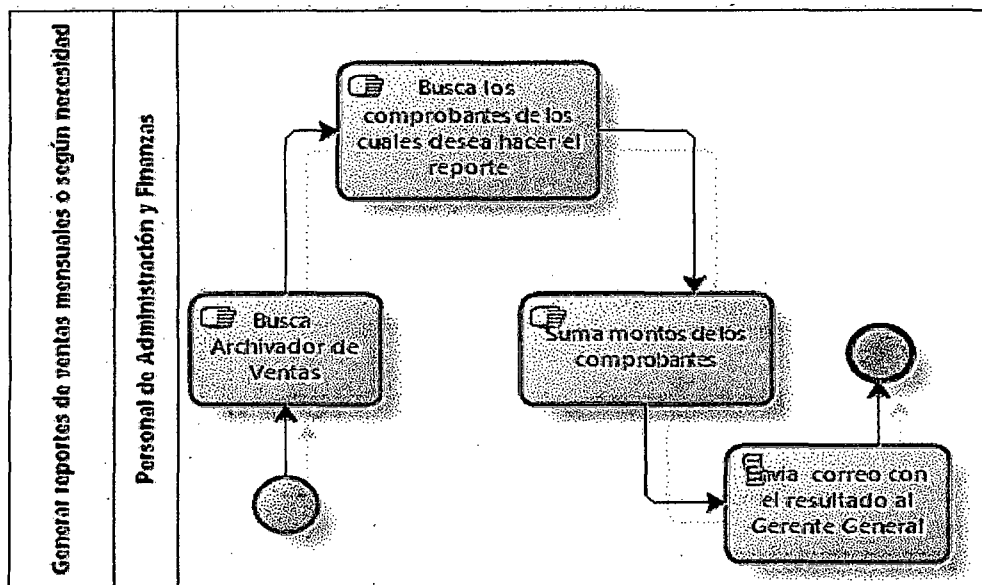 Generar reportes de ventas mensuales o según necesidad
Personal de Administración y Finanzas
Busca los
comprobantes de los
cuales desea hacer el
reporte
Busca
Archivador de
Ventas
Suma montos de los
comprobantes
Envia correo con
el resultado al
Gerente General